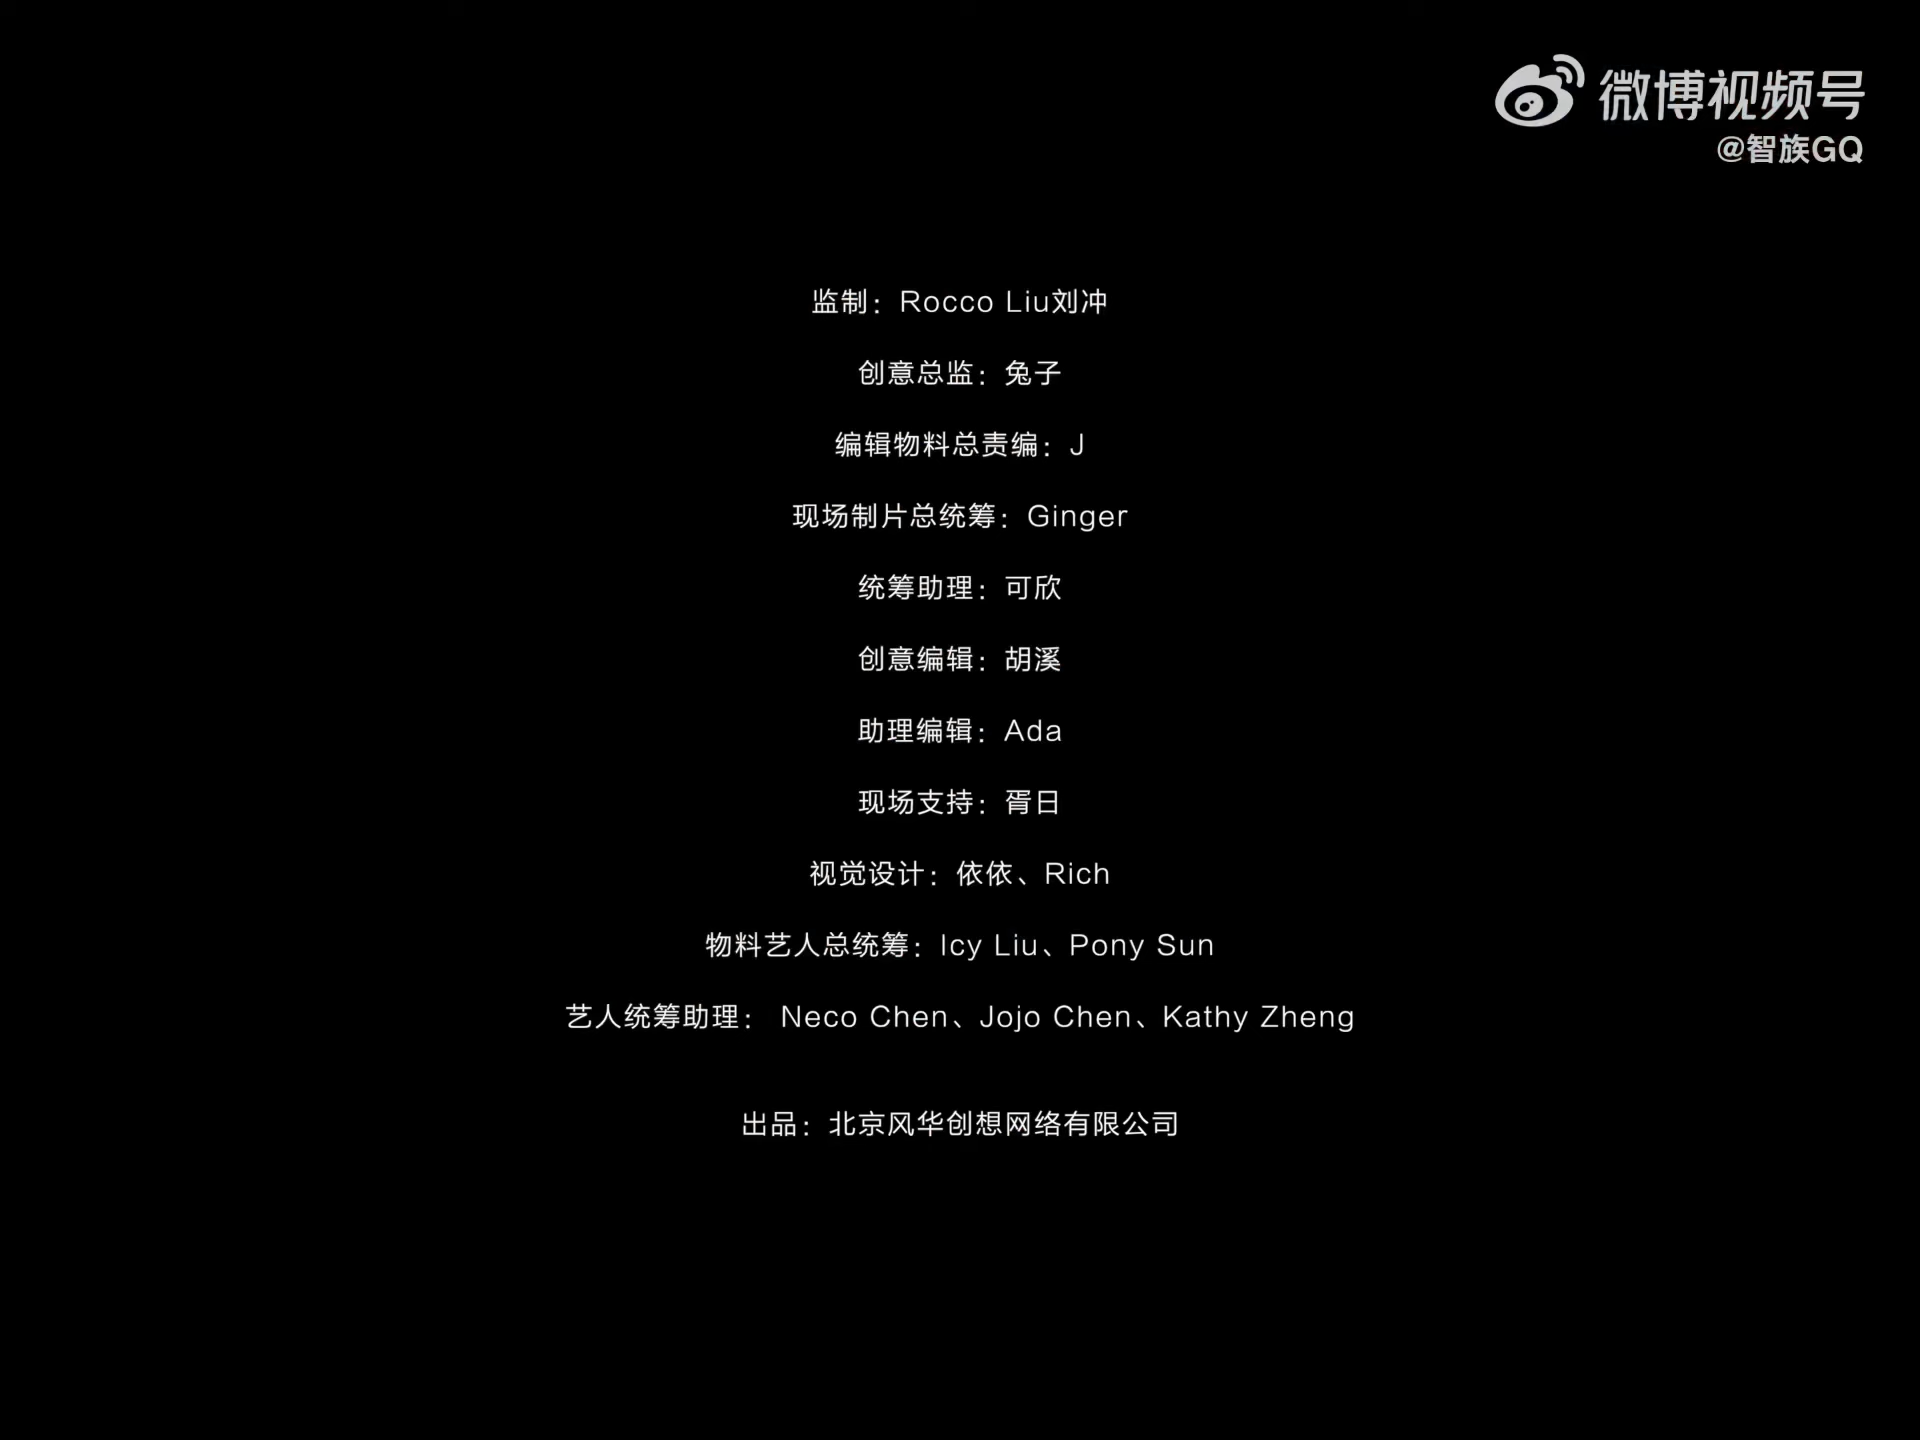 微博视频号
@智族GQ
监制：Rocco Liu刘冲
创意总监：兔子
编辑物料总责编：J
现场制片总统筹：Ginger
统筹助理：可欣
创意编辑：胡溪
助理编辑：Ada
现场支持：胥日
视觉设计：依依、Rich
物料艺人总统筹：Icy Liu、Pony Sun
艺人统筹助理： Neco Chen、Jojo Chen、Kathy Zheng
出品：北京风华创想网络有限公司